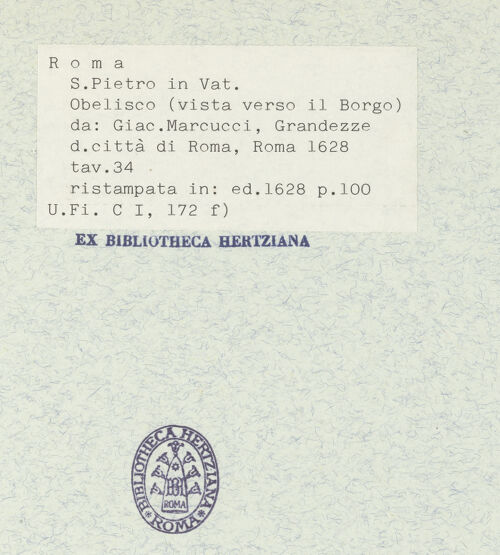 R o m a
S.Pietro in Vat.
Obelisco (vista verso il Borgo)
da: Giac.Marcucci, Grandezze
d.città di Roma, Roma 1628
tav.34
ristampata in: ed.1628 p.100
U.Fi. C I, 172 f)
EX BIBLIOTHECA HERTZIANA
BIBLIOTHECA HERTZIANA
BH
ROMA
*ROMA*